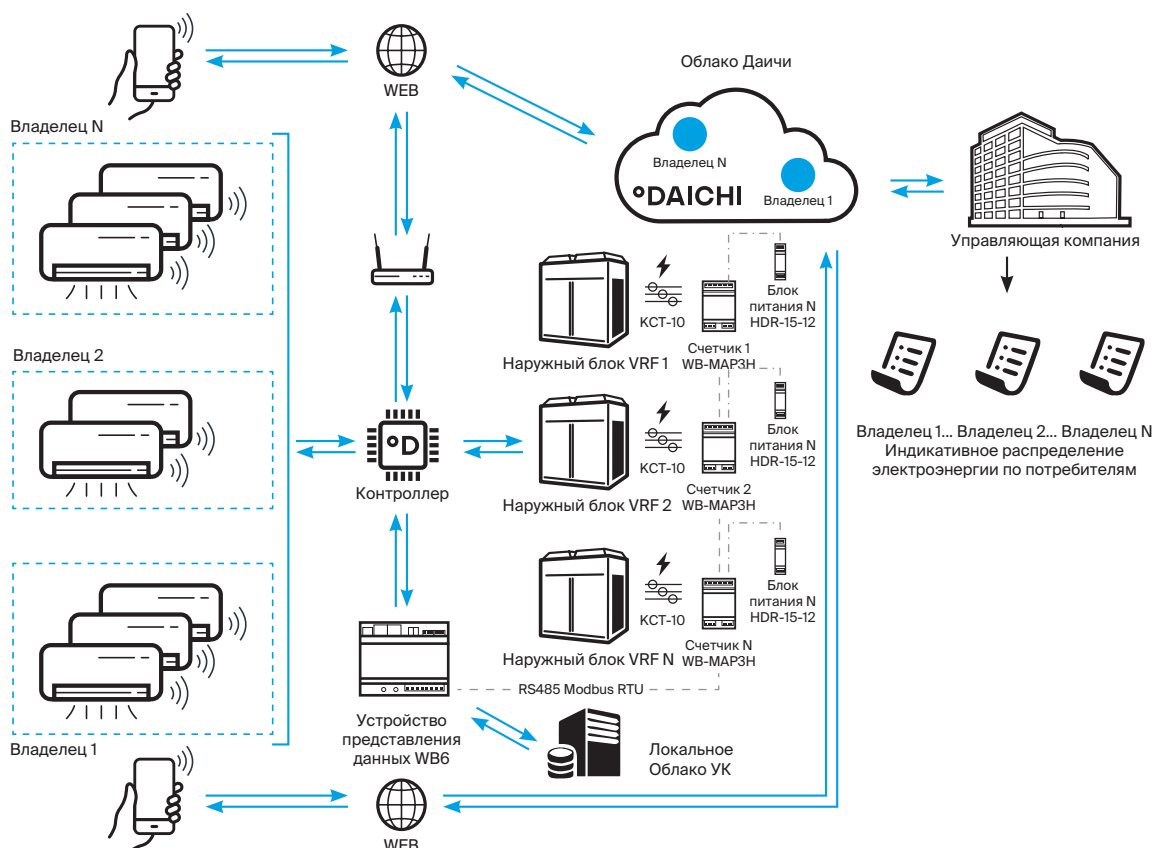 WEB
Облако Даичи
Владелец N
Владелец N
Владелец 1
°DAICHI
Управляющая компания
KCT-10
Блок
питания N
HDR-15-12
Наружный блок VRF 1
Счетчик 1
WB-MAP3H
Владелец 2
°D
Контроллер
KCT-10
Блок
питания N
HDR-15-12
Наружный блок VRF 2
Счетчик 2
WB-MAP3H
Владелец 1... Владелец 2... Владелец N
Индикативное распределение
электроэнергии по потребителям
KCT-10
Блок
питания N
HDR-15-12
Наружный блок VRF N
Счетчик N
WB-MAP3H
RS485 Modbus RTU
Устройство
представления
данных WB6
Локальное
Облако УК
Владелец 1
WEB